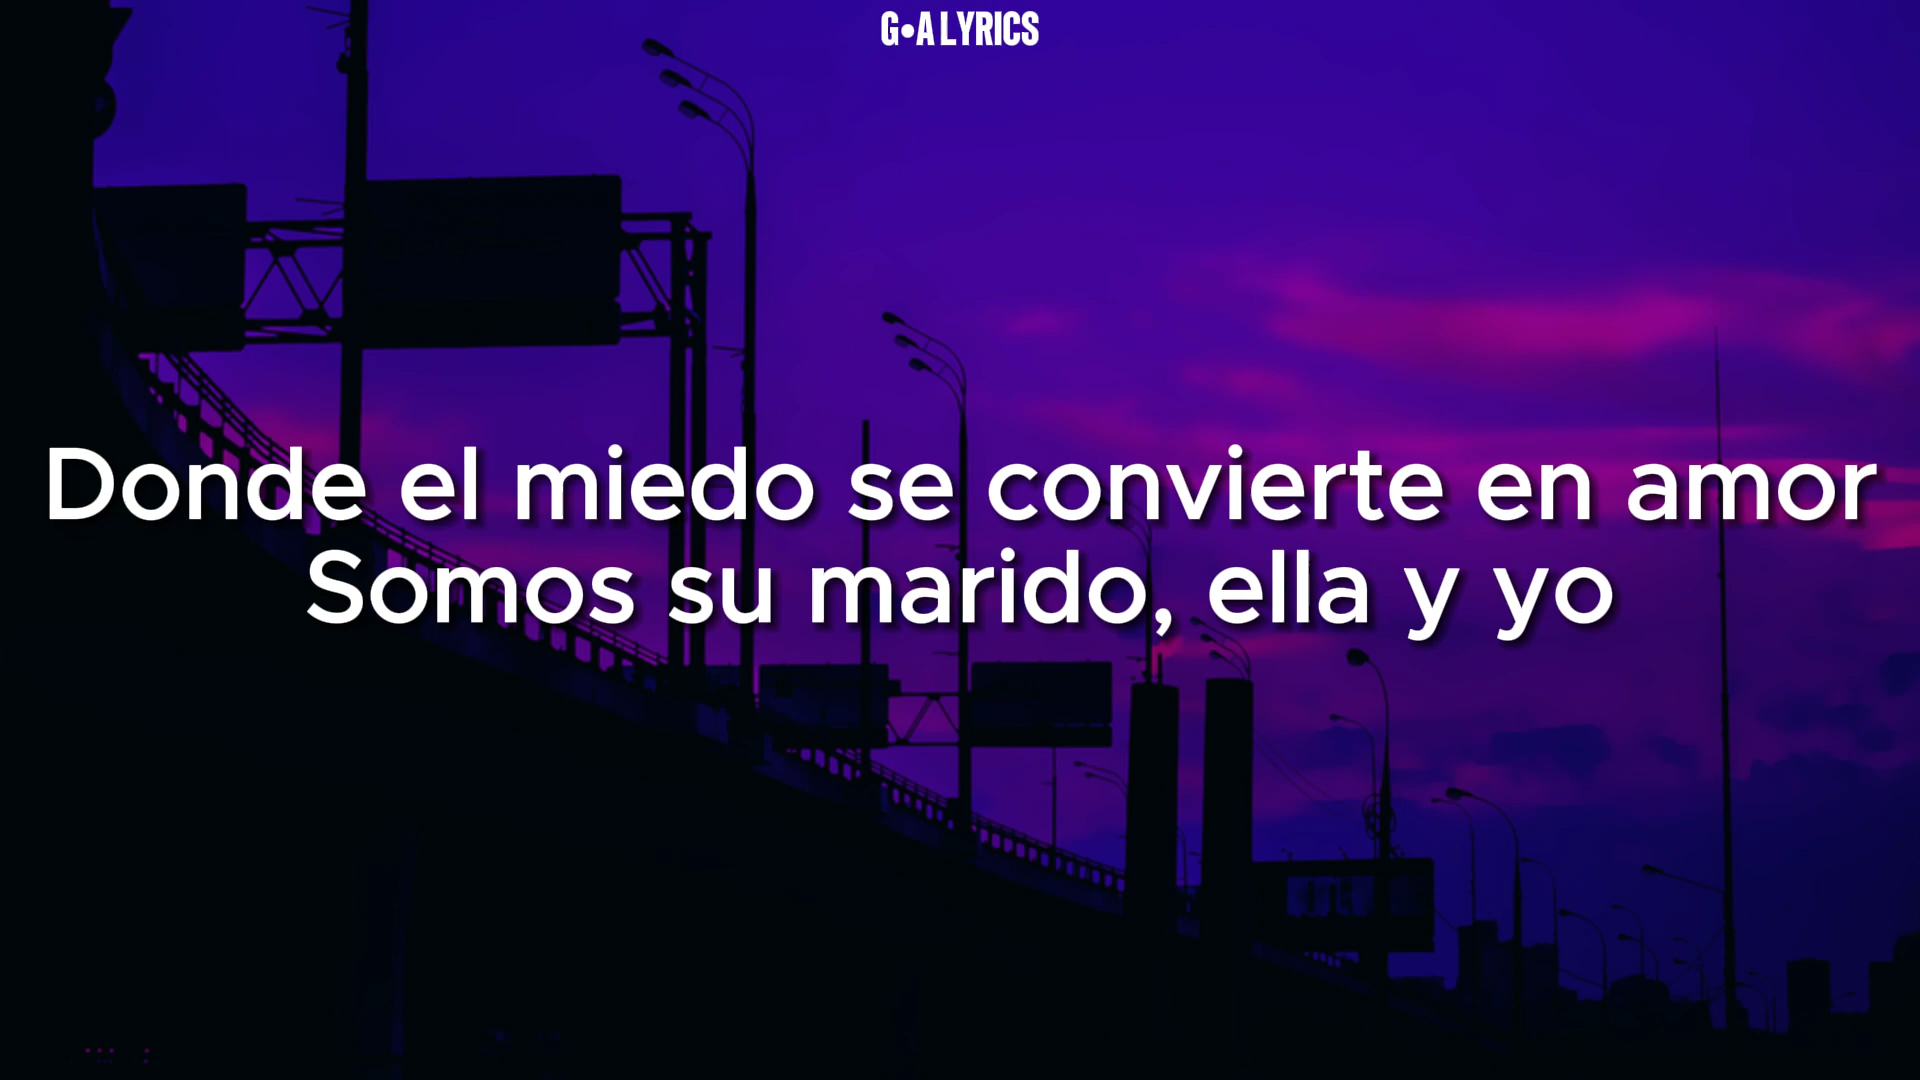 G•A LYRICS
Donde el miedo se convierte en amor
Somos su marido, ella y yo